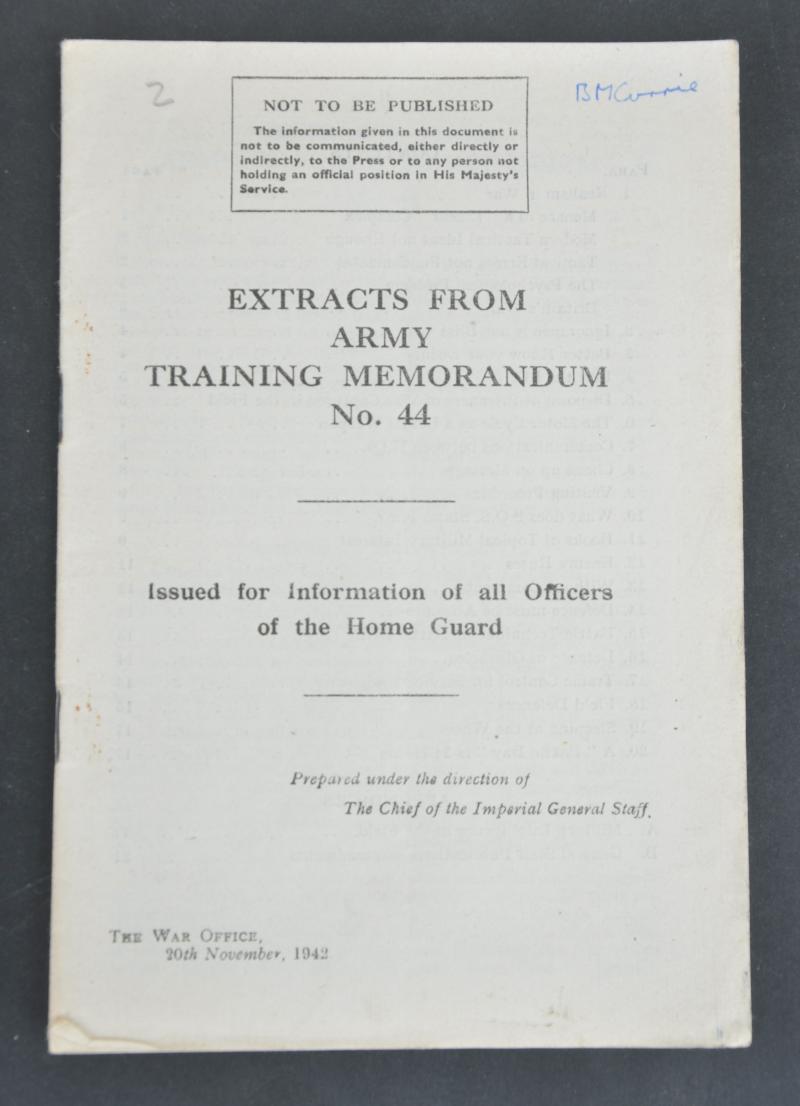 2
BMCurrie
NOT TO BE PUBLISHED
The information given in this document is
not to be communicated, either directly or
indirectly, to the Press or to any person not
holding an official position in His Majesty's
Service.
EXTRACTS FROM
ARMY
TRAINING MEMORANDUM
No. 44
Issued for Information of all Officers
of the Home Guard
Prepared under the direction of
The Chief of the Imperial General Staff.
THE WAR OFFICE,
20th November, 1942